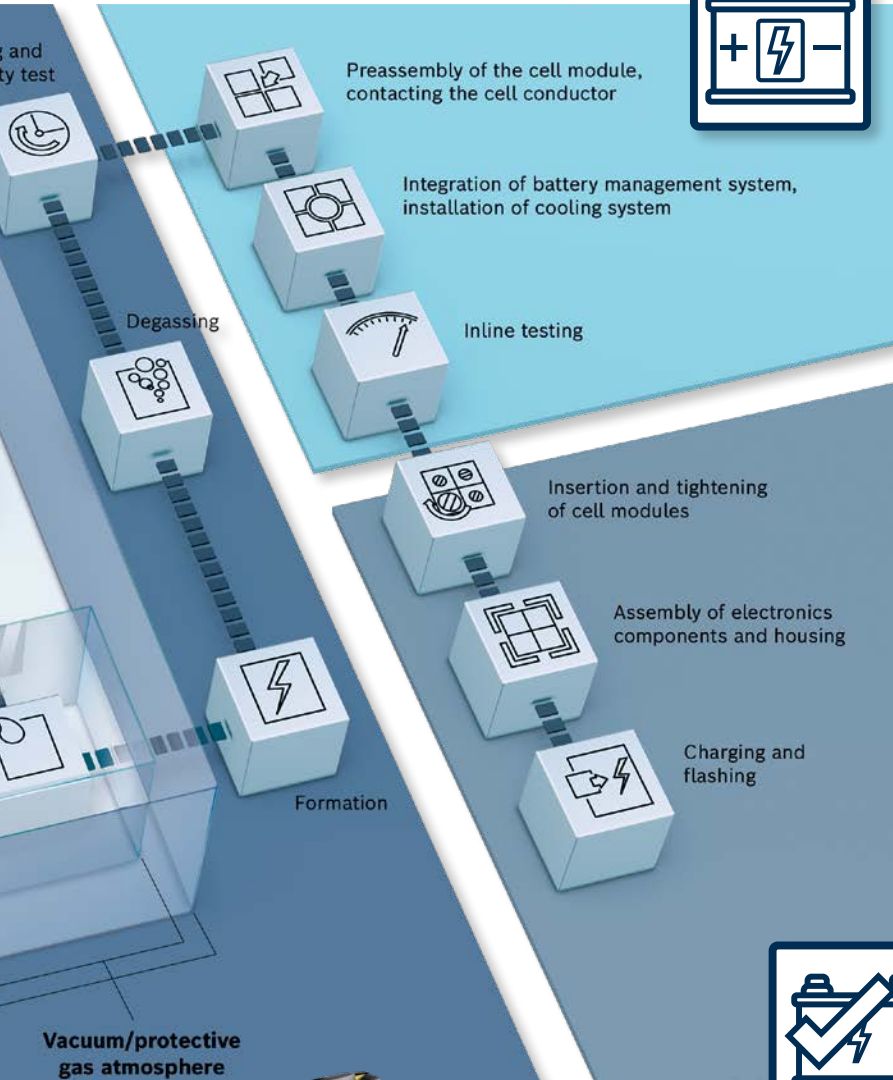 and
ty test
Preassembly of the cell module,
contacting the cell conductor
Integration of battery management system,
installation of cooling system
Degassing
Inline testing
Insertion and tightening
of cell modules
Assembly of electronics
components and housing
Charging and
flashing
Formation
Vacuum/protective
gas atmosphere